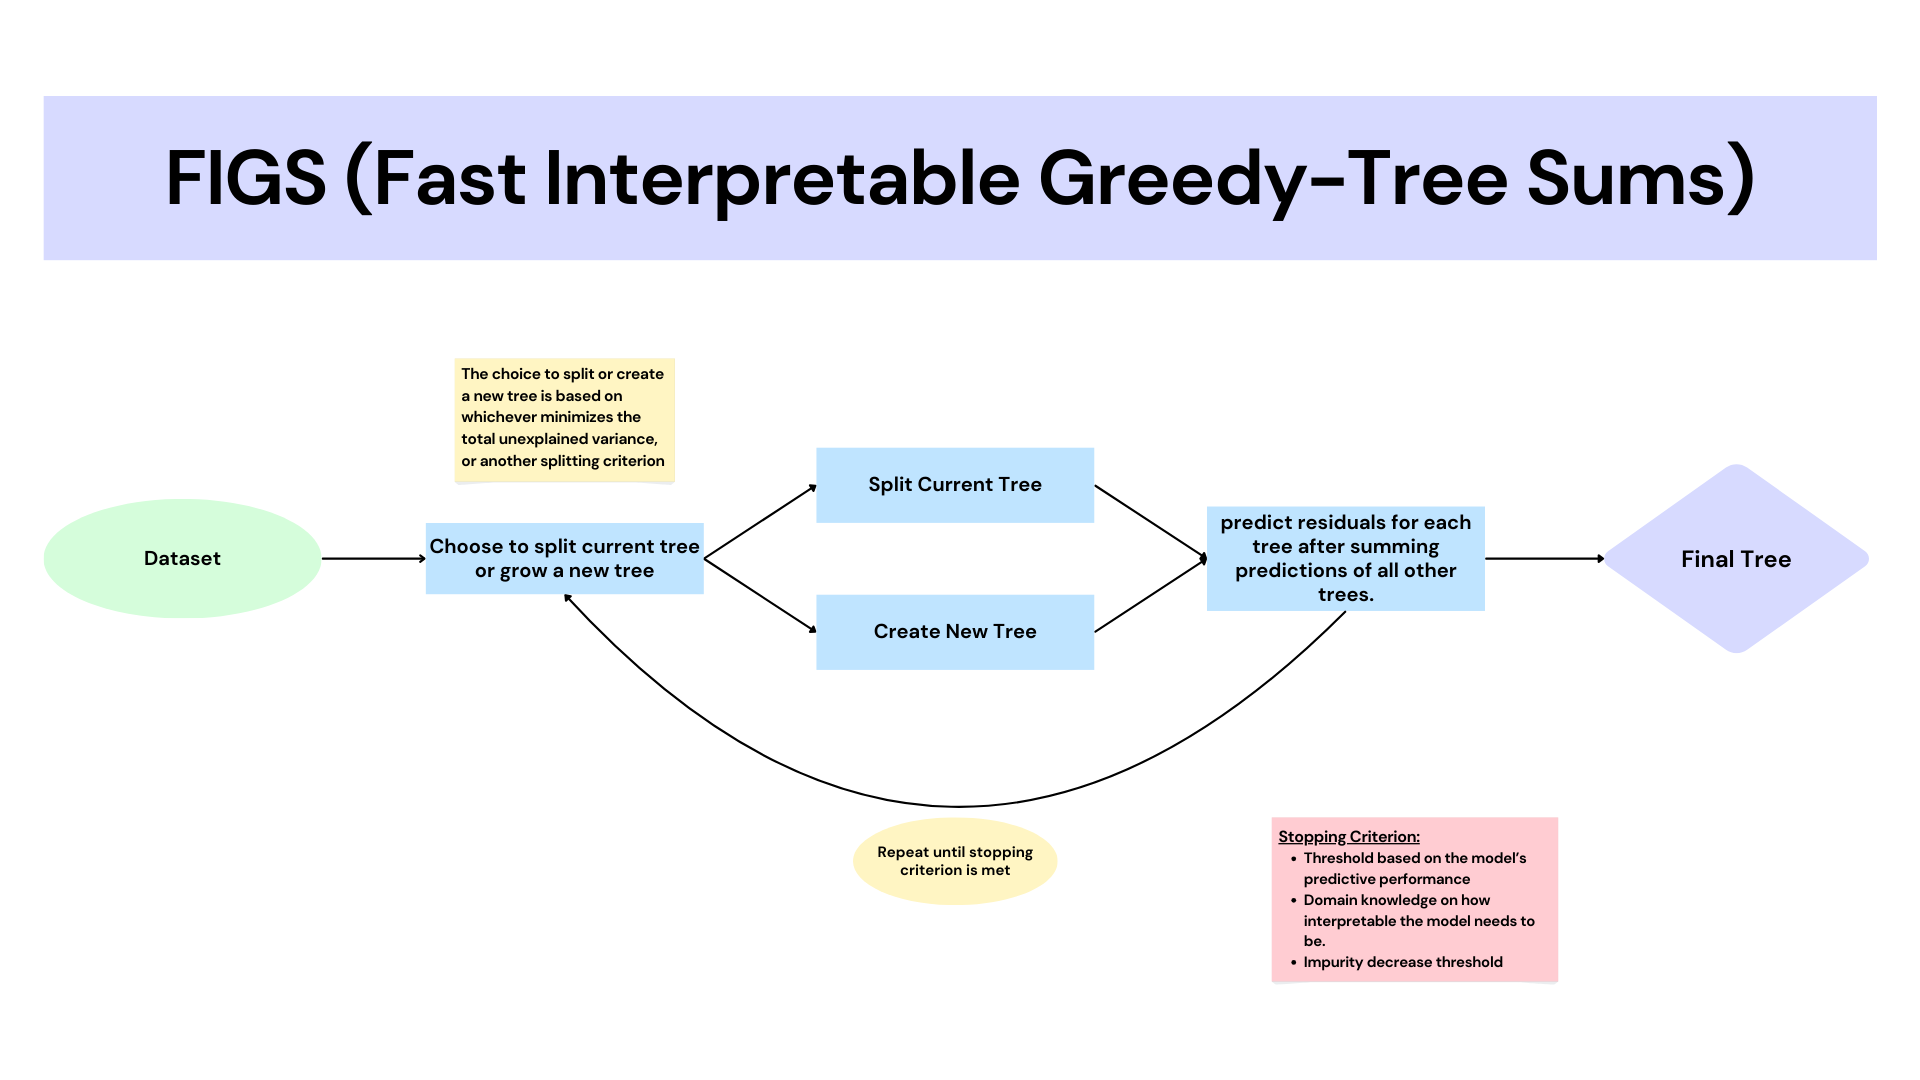 FIGS (Fast Interpretable Greedy-Tree Sums)
The choice to split or create
a new tree is based on
whichever minimizes the
total unexplained variance,
or another splitting criterion
Dataset
Choose to split current tree
or grow a new tree
Split Current Tree
Create New Tree
predict residuals for each
tree after summing
predictions of all other
trees.
Final Tree
Repeat until stopping
criterion is met
Stopping Criterion:
• Threshold based on the model’s
predictive performance
• Domain knowledge on how
interpretable the model needs to
be.
• Impurity decrease threshold